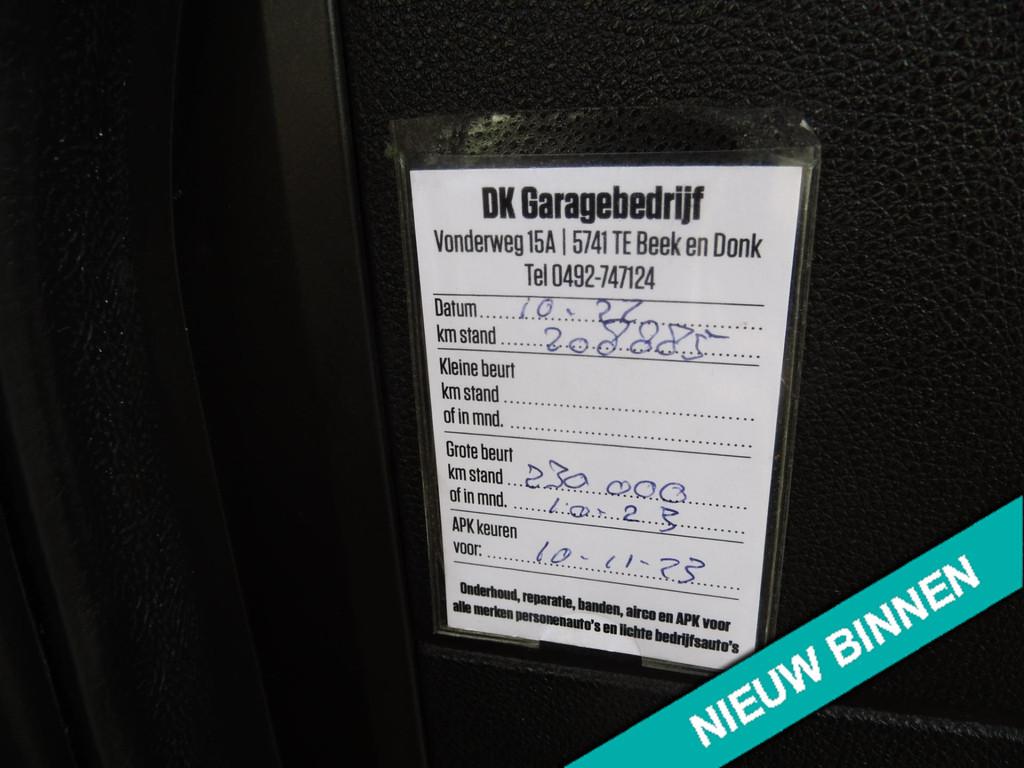 DK Garagebedrijf
Vonderweg 15A | 5741 TE Beek en Donk
Tel 0492-747124
Datum 10-22
km stand 208885
Kleine beurt
km stand
of in mnd.
Grote beurt
km stand 230 000
of in mnd. 10-23
APK keuren
voor: 10-11-23
Onderhoud, reparatie, banden, airco en APK voor
alle merken personenauto's en lichte bedrijfsauto's
NIEUW BINNEN